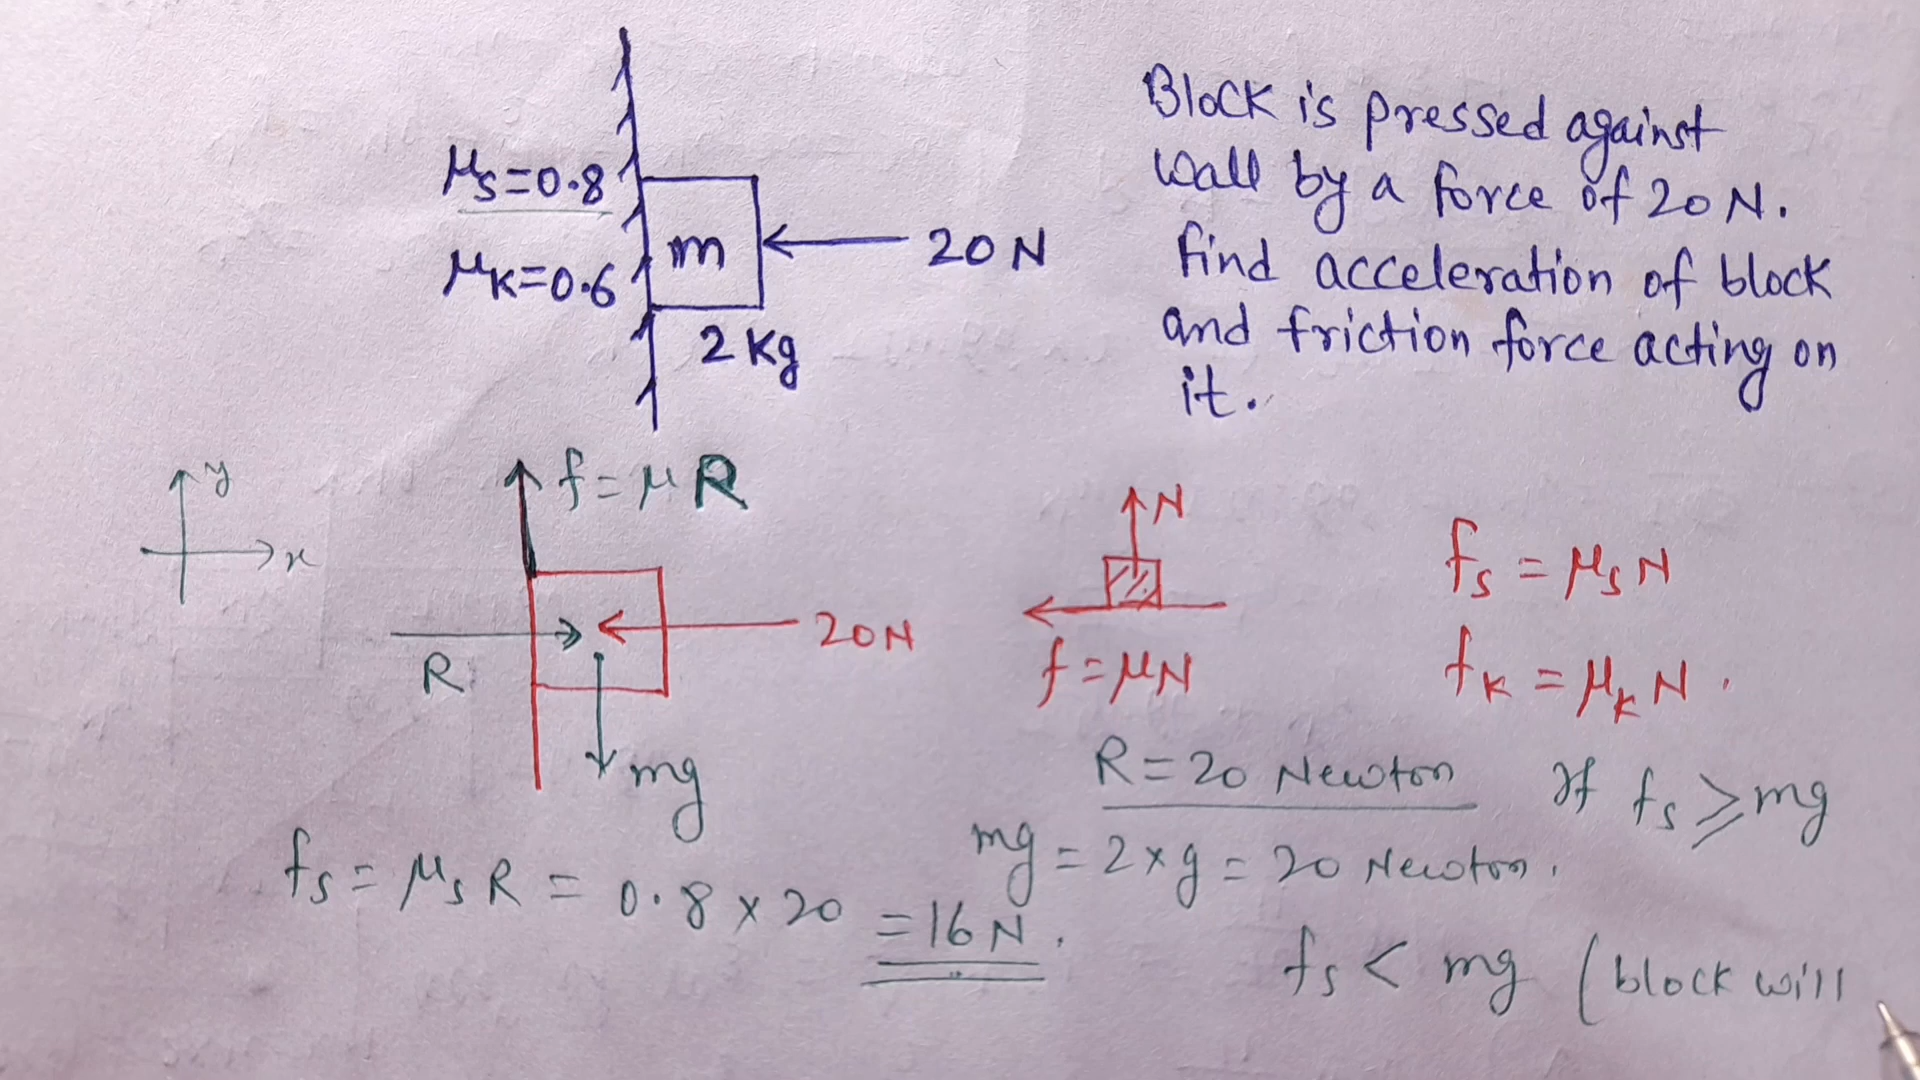 μs=0.8
μK=0.6
m
20 N
2 Kg
Block is pressed against
wall by a force of 20 N.
find acceleration of block
and friction force acting on
it.
y
x
f = μ R
R
20N
mg
N
f = μN
fs = μs N
fK = μK N.
R = 20 Newton
If fs ⩾ mg
mg = 2 × g = 20 Newton.
fs = μs R = 0.8 × 20 = 16 N.
fs < mg (block will